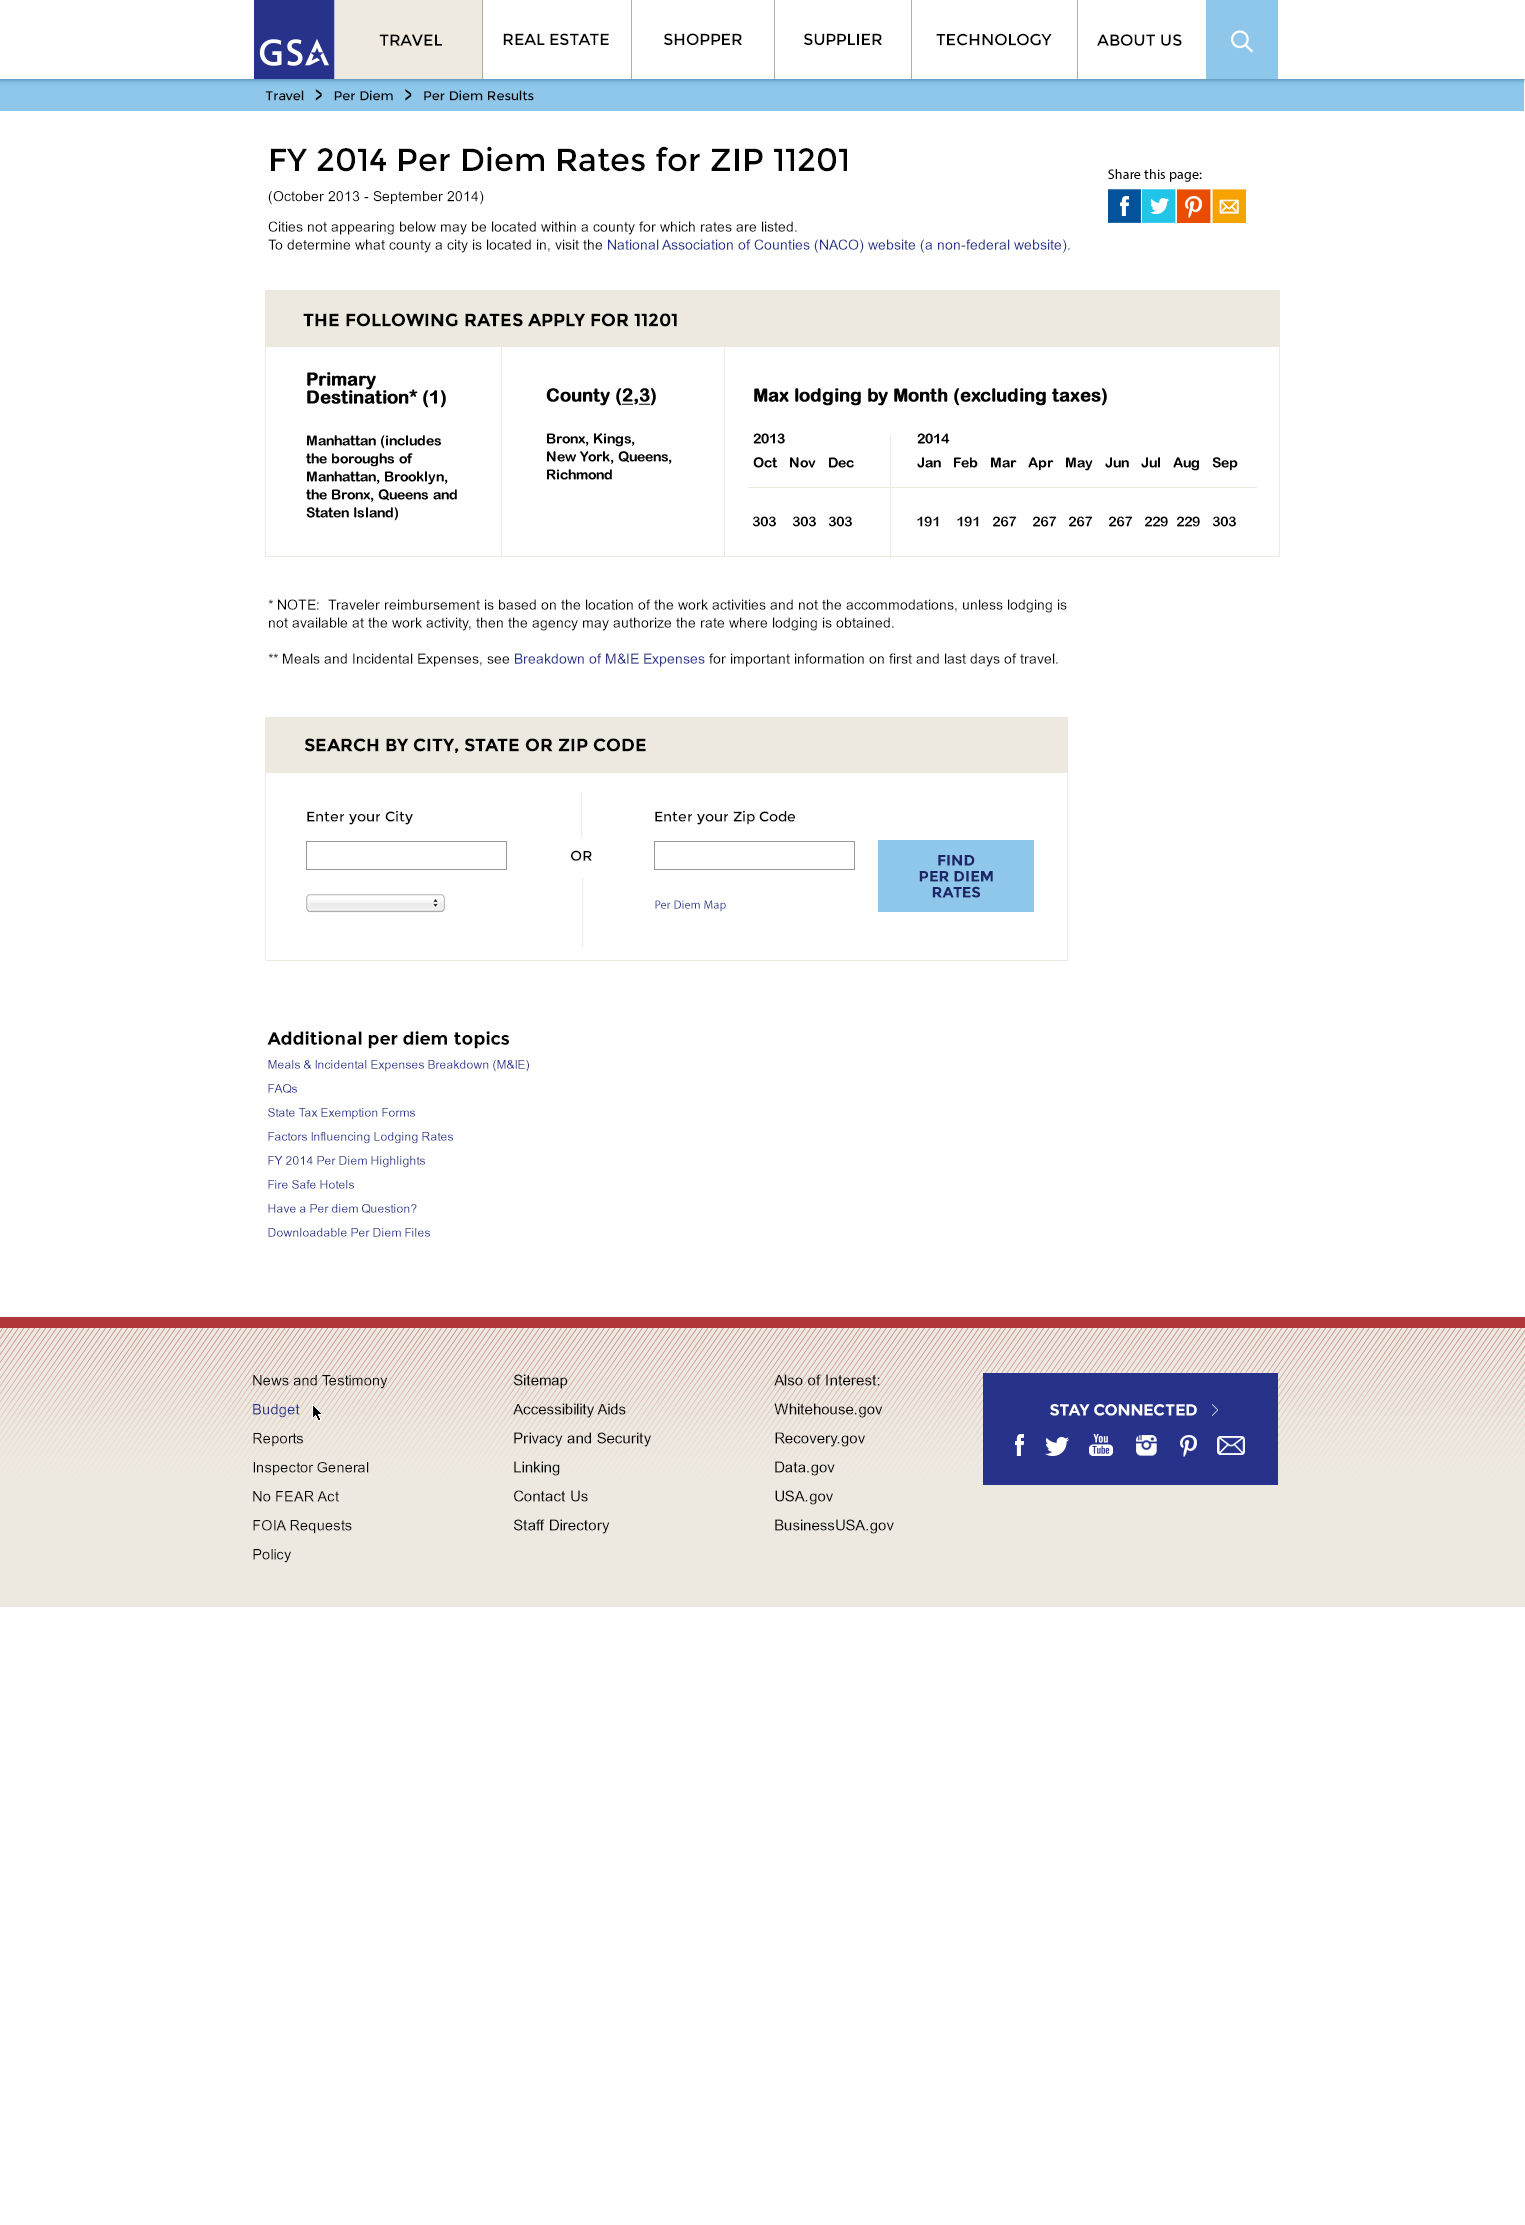 GSA
TRAVEL
REAL ESTATE
SHOPPER
SUPPLIER
TECHNOLOGY
ABOUT US
Travel > Per Diem > Per Diem Results
FY 2014 Per Diem Rates for ZIP 11201
(October 2013 - September 2014)
Share this page:
Cities not appearing below may be located within a county for which rates are listed.
To determine what county a city is located in, visit the National Association of Counties (NACO) website (a non-federal website).
THE FOLLOWING RATES APPLY FOR 11201
Primary
Destination* (1)
Manhattan (includes
the boroughs of
Manhattan, Brooklyn,
the Bronx, Queens and
Staten Island)
County (2,3)
Bronx, Kings,
New York, Queens,
Richmond
Max lodging by Month (excluding taxes)
2013 2014
Oct Nov Dec Jan Feb Mar Apr May Jun Jul Aug Sep
303 303 303 191 191 267 267 267 267 229 229 303
* NOTE: Traveler reimbursement is based on the location of the work activities and not the accommodations, unless lodging is
not available at the work activity, then the agency may authorize the rate where lodging is obtained.
** Meals and Incidental Expenses, see Breakdown of M&IE Expenses for important information on first and last days of travel.
SEARCH BY CITY, STATE OR ZIP CODE
Enter your City
OR
Enter your Zip Code
Per Diem Map
FIND
PER DIEM
RATES
Additional per diem topics
Meals & Incidental Expenses Breakdown (M&IE)
FAQs
State Tax Exemption Forms
Factors Influencing Lodging Rates
FY 2014 Per Diem Highlights
Fire Safe Hotels
Have a Per diem Question?
Downloadable Per Diem Files
News and Testimony
Budget
Reports
Inspector General
No FEAR Act
FOIA Requests
Policy
Sitemap
Accessibility Aids
Privacy and Security
Linking
Contact Us
Staff Directory
Also of Interest:
Whitehouse.gov
Recovery.gov
Data.gov
USA.gov
BusinessUSA.gov
STAY CONNECTED
You
Tube